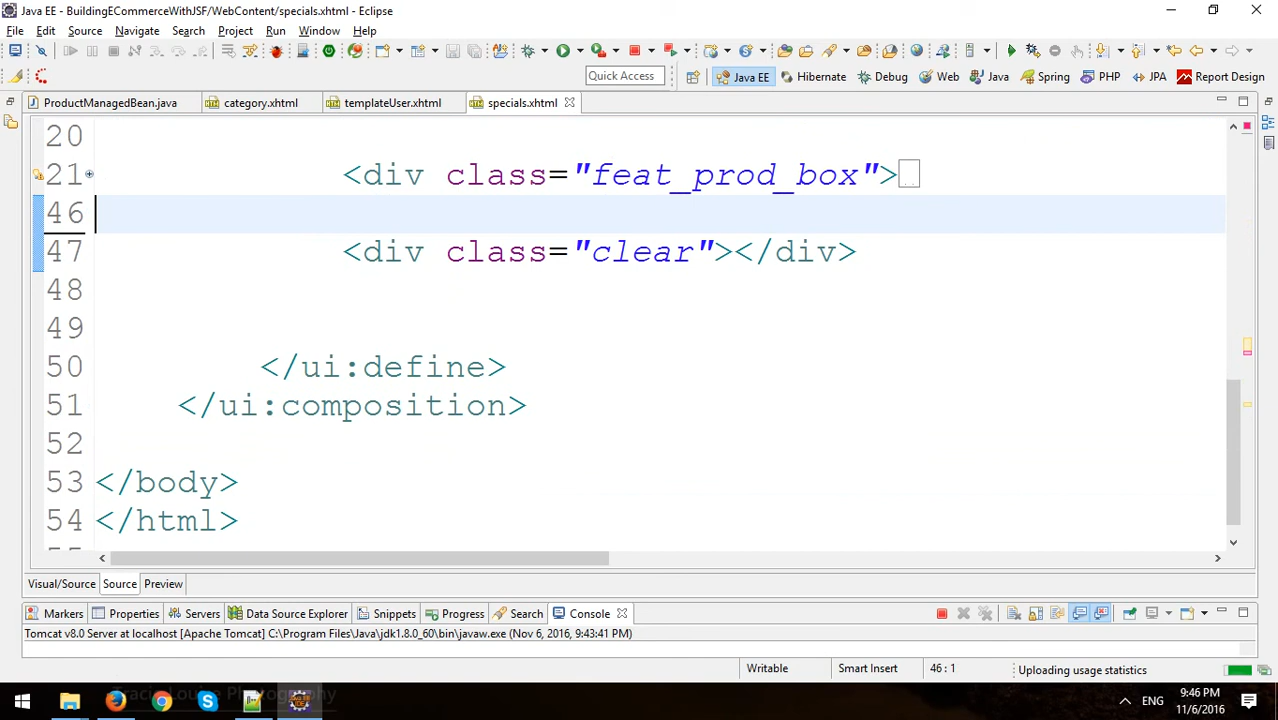 Java EE - BuildingECommerceWithJSF/WebContent/specials.xhtml - Eclipse
File Edit Source Navigate Search Project Run Window Help
Quick Access Java EE Hibernate Debug Web Java Spring PHP JPA Report Design
ProductManagedBean.java category.xhtml templateUser.xhtml specials.xhtml
20
21 <div class="feat_prod_box">
46
47 <div class="clear"></div>
48
49
50 </ui:define>
51 </ui:composition>
52
53 </body>
54 </html>
Visual/Source Source Preview
Markers Properties Servers Data Source Explorer Snippets Progress Search Console
Tomcat v8.0 Server at localhost [Apache Tomcat] C:\Program Files\Java\jdk1.8.0_60\bin\javaw.exe (Nov 6, 2016, 9:43:41 PM)
Writable Smart Insert 46 : 1 Uploading usage statistics
Tracie Louise Photography
ENG 9:46 PM
11/6/2016